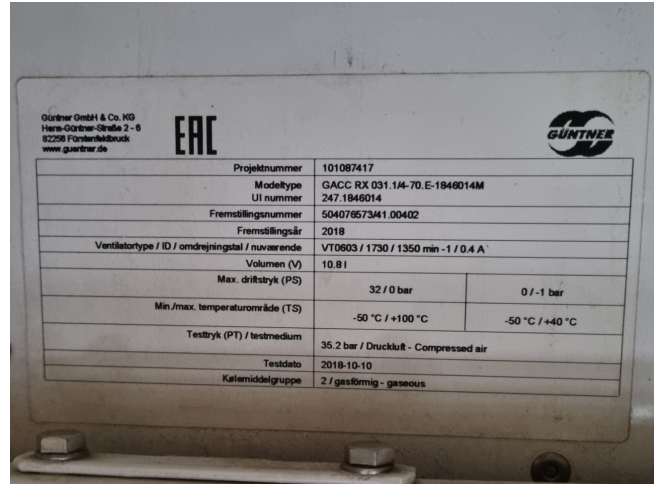 Güntner GmbH & Co. KG
Hans-Güntner-Straße 2 - 6
82256 Fürstenfeldbruck
www.guentner.de
EAC
GÜNTNER
Projektnummer 101087417
Modeltype GACC RX 031.1/4-70.E-1846014M
UI nummer 247.1846014
Fremstillingsnummer 504076573/41.00402
Fremstillingsår 2018
Ventilatortype / ID / omdrejningstal / nuværende VT0603 / 1730 / 1350 min -1 / 0.4 A
Volumen (V) 10.8 l
Max. driftstryk (PS) 32 / 0 bar 0 / -1 bar
Min./max. temperaturområde (TS) -50 °C / +100 °C -50 °C / +40 °C
Testtryk (PT) / testmedium 35.2 bar / Druckluft - Compressed air
Testdato 2018-10-10
Kølemiddelgruppe 2 / gasförmig - gaseous